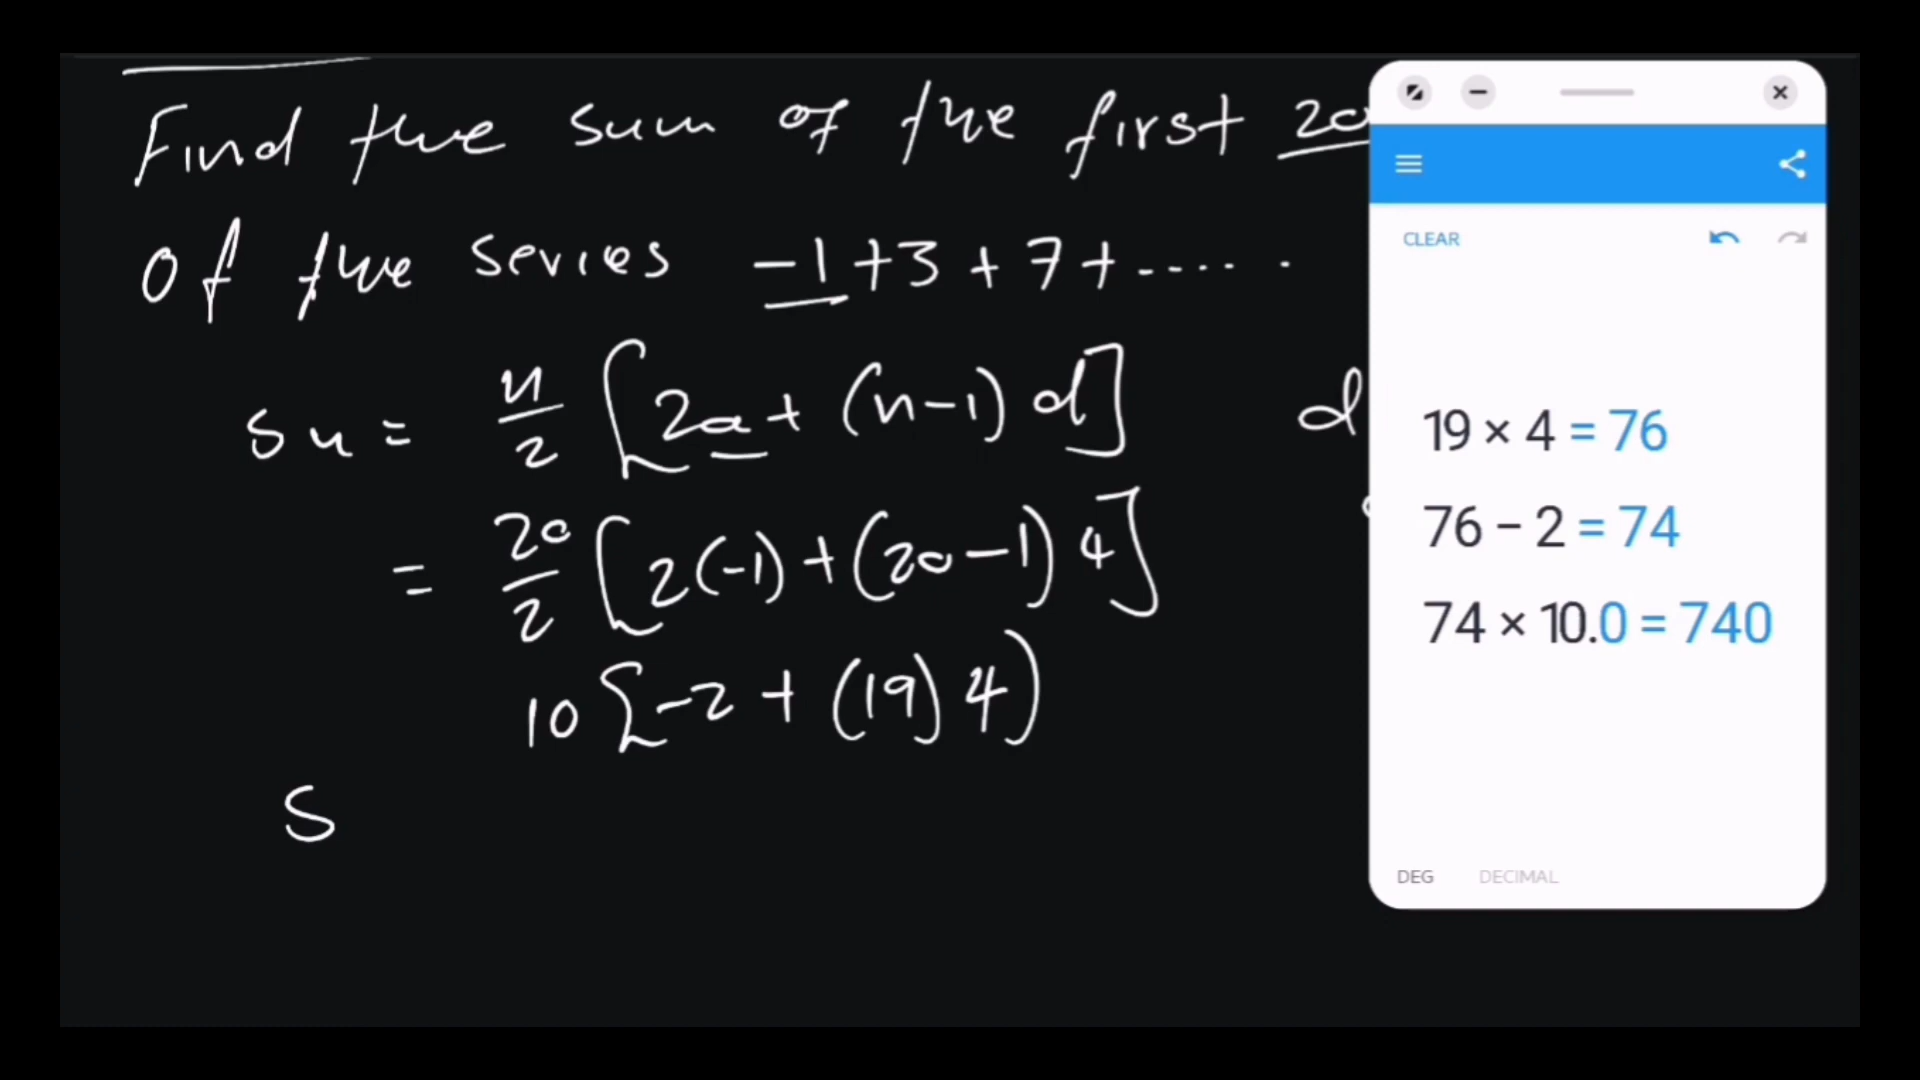 Find the sum of the first 20
of the series -1+3+7+.....
Sn = n/2 [2a + (n-1) d]
d
= 20/2 [2(-1) + (20-1) 4]
10 [-2 + (19) 4)
S
CLEAR
19 × 4 = 76
76 - 2 = 74
74 × 10.0 = 740
DEG DECIMAL